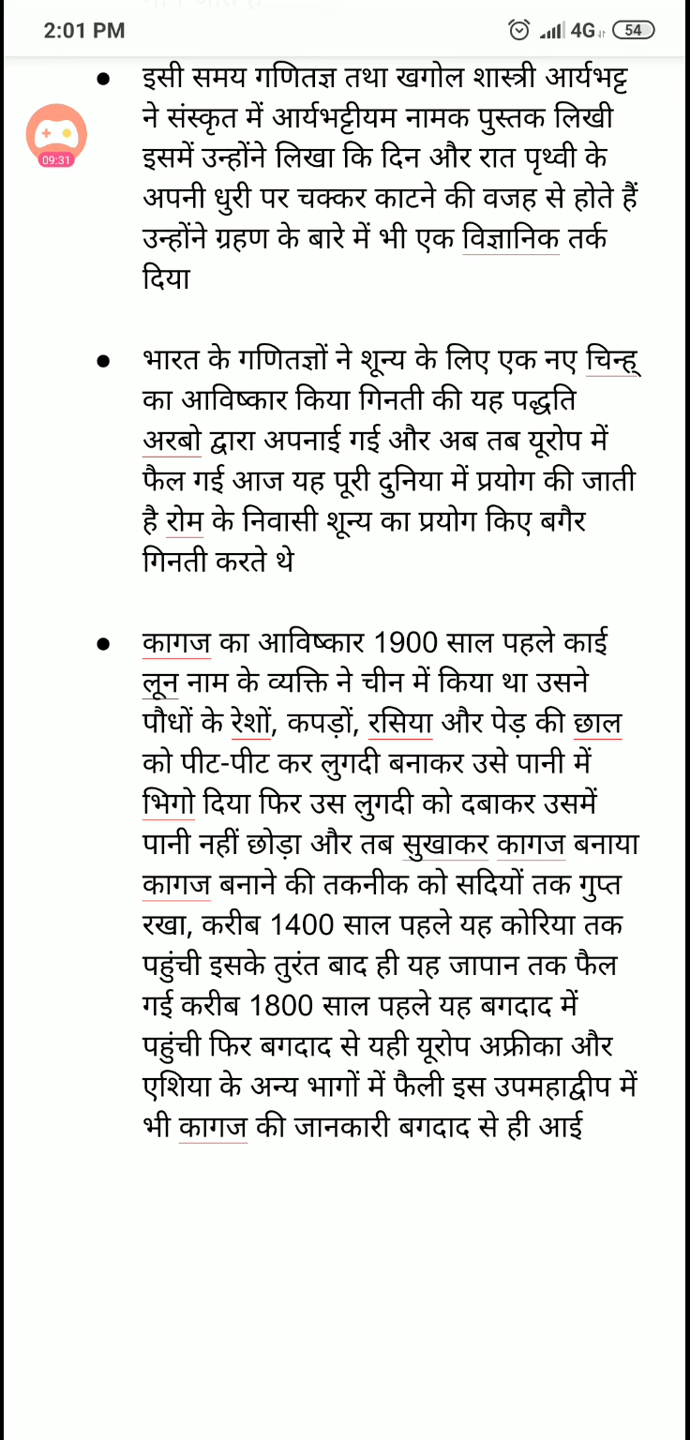 2:01 PM
4G
54
09:31
इसी समय गणितज्ञ तथा खगोल शास्त्री आर्यभट्ट
ने संस्कृत में आर्यभट्टीयम नामक पुस्तक लिखी
इसमें उन्होंने लिखा कि दिन और रात पृथ्वी के
अपनी धुरी पर चक्कर काटने की वजह से होते हैं
उन्होंने ग्रहण के बारे में भी एक विज्ञानिक तर्क
दिया
भारत के गणितज्ञों ने शून्य के लिए एक नए चिन्ह्
का आविष्कार किया गिनती की यह पद्धति
अरबो द्वारा अपनाई गई और अब तब यूरोप में
फैल गई आज यह पूरी दुनिया में प्रयोग की जाती
है रोम के निवासी शून्य का प्रयोग किए बगैर
गिनती करते थे
कागज का आविष्कार 1900 साल पहले काई
लून नाम के व्यक्ति ने चीन में किया था उसने
पौधों के रेशों, कपड़ों, रसिया और पेड़ की छाल
को पीट-पीट कर लुगदी बनाकर उसे पानी में
भिगो दिया फिर उस लुगदी को दबाकर उसमें
पानी नहीं छोड़ा और तब सुखाकर कागज बनाया
कागज बनाने की तकनीक को सदियों तक गुप्त
रखा, करीब 1400 साल पहले यह कोरिया तक
पहुंची इसके तुरंत बाद ही यह जापान तक फैल
गई करीब 1800 साल पहले यह बगदाद में
पहुंची फिर बगदाद से यही यूरोप अफ्रीका और
एशिया के अन्य भागों में फैली इस उपमहाद्वीप में
भी कागज की जानकारी बगदाद से ही आई